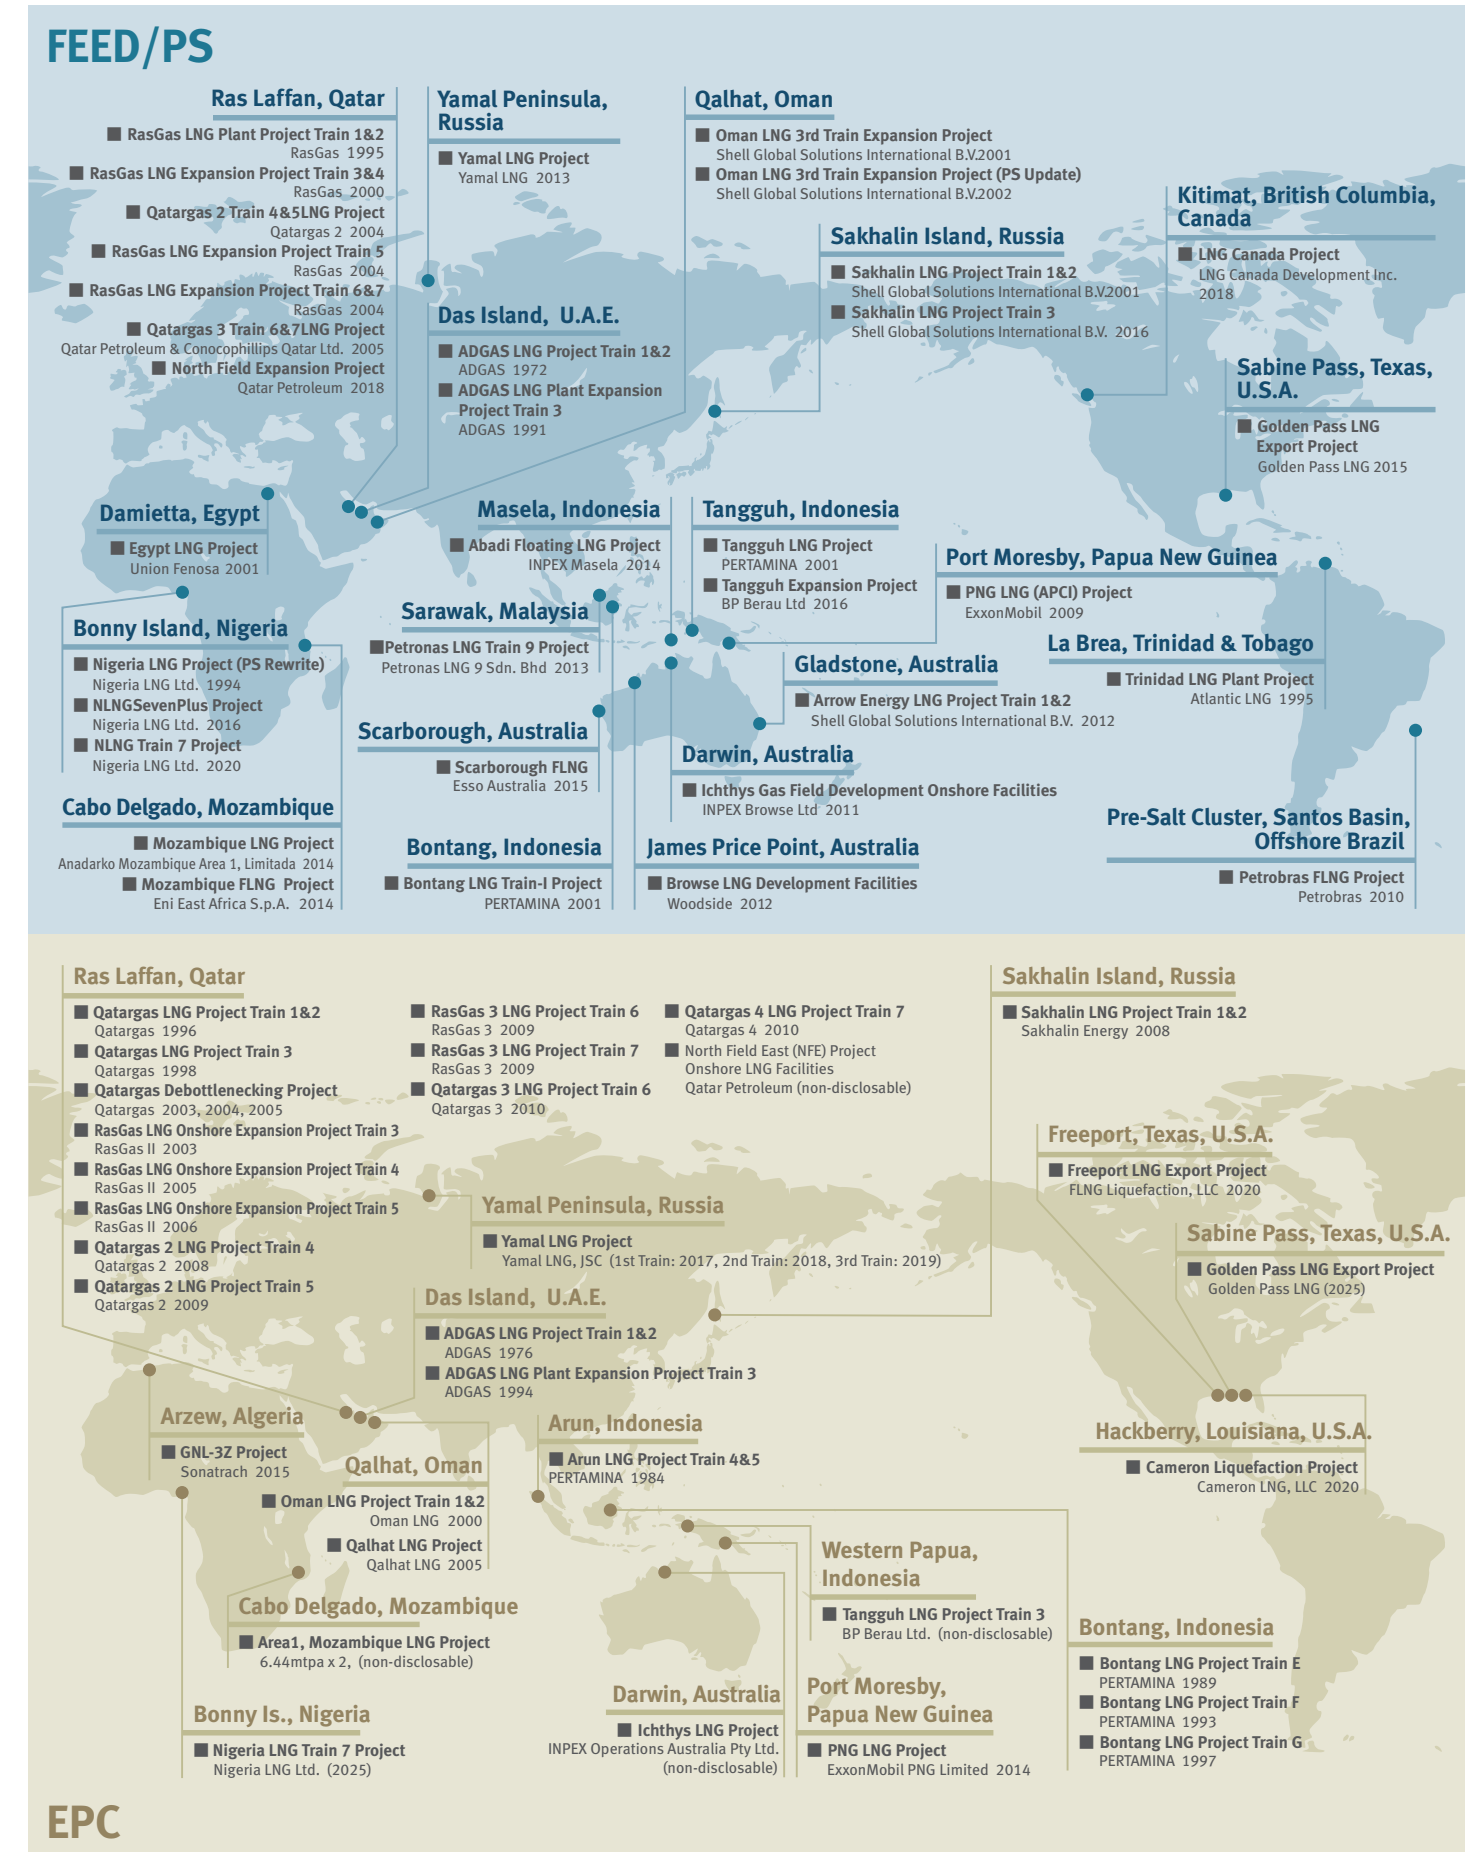 FEED/PS
Ras Laffan, Qatar
RasGas LNG Plant Project Train 1&2
RasGas 1995
RasGas LNG Expansion Project Train 3&4
RasGas 2000
Qatargas 2 Train 4&5LNG Project
Qatargas 2 2004
RasGas LNG Expansion Project Train 5
RasGas 2004
RasGas LNG Expansion Project Train 6&7
RasGas 2004
Qatargas 3 Train 6&7LNG Project
Qatar Petroleum & Conocophillips Qatar Ltd. 2005
North Field Expansion Project
Qatar Petroleum 2018
Yamal Peninsula,
Russia
Yamal LNG Project
Yamal LNG 2013
Das Island, U.A.E.
ADGAS LNG Project Train 1&2
ADGAS 1972
ADGAS LNG Plant Expansion
Project Train 3
ADGAS 1991
Qalhat, Oman
Oman LNG 3rd Train Expansion Project
Shell Global Solutions International B.V.2001
Oman LNG 3rd Train Expansion Project (PS Update)
Shell Global Solutions International B.V.2002
Sakhalin Island, Russia
Sakhalin LNG Project Train 1&2
Shell Global Solutions International B.V.2001
Sakhalin LNG Project Train 3
Shell Global Solutions International B.V. 2016
Kitimat, British Columbia,
Canada
LNG Canada Project
LNG Canada Development Inc.
2018
Sabine Pass, Texas,
U.S.A.
Golden Pass LNG
Export Project
Golden Pass LNG 2015
Damietta, Egypt
Egypt LNG Project
Union Fenosa 2001
Masela, Indonesia
Abadi Floating LNG Project
INPEX Masela 2014
Tangguh, Indonesia
Tangguh LNG Project
PERTAMINA 2001
Tangguh Expansion Project
BP Berau Ltd 2016
Port Moresby, Papua New Guinea
PNG LNG (APCI) Project
ExxonMobil 2009
Sarawak, Malaysia
Petronas LNG Train 9 Project
Petronas LNG 9 Sdn. Bhd 2013
Bonny Island, Nigeria
Nigeria LNG Project (PS Rewrite)
Nigeria LNG Ltd. 1994
NLNGSevenPlus Project
Nigeria LNG Ltd. 2016
NLNG Train 7 Project
Nigeria LNG Ltd. 2020
La Brea, Trinidad & Tobago
Trinidad LNG Plant Project
Atlantic LNG 1995
Gladstone, Australia
Arrow Energy LNG Project Train 1&2
Shell Global Solutions International B.V. 2012
Scarborough, Australia
Scarborough FLNG
Esso Australia 2015
Darwin, Australia
Ichthys Gas Field Development Onshore Facilities
INPEX Browse Ltd 2011
Cabo Delgado, Mozambique
Mozambique LNG Project
Anadarko Mozambique Area 1, Limitada 2014
Mozambique FLNG Project
Eni East Africa S.p.A. 2014
Bontang, Indonesia
Bontang LNG Train-I Project
PERTAMINA 2001
James Price Point, Australia
Browse LNG Development Facilities
Woodside 2012
Pre-Salt Cluster, Santos Basin,
Offshore Brazil
Petrobras FLNG Project
Petrobras 2010
Ras Laffan, Qatar
Qatargas LNG Project Train 1&2
Qatargas 1996
Qatargas LNG Project Train 3
Qatargas 1998
Qatargas Debottlenecking Project
Qatargas 2003, 2004, 2005
RasGas LNG Onshore Expansion Project Train 3
RasGas II 2003
RasGas LNG Onshore Expansion Project Train 4
RasGas II 2005
RasGas LNG Onshore Expansion Project Train 5
RasGas II 2006
Qatargas 2 LNG Project Train 4
Qatargas 2 2008
Qatargas 2 LNG Project Train 5
Qatargas 2 2009
RasGas 3 LNG Project Train 6
RasGas 3 2009
RasGas 3 LNG Project Train 7
RasGas 3 2009
Qatargas 3 LNG Project Train 6
Qatargas 3 2010
Qatargas 4 LNG Project Train 7
Qatargas 4 2010
North Field East (NFE) Project
Onshore LNG Facilities
Qatar Petroleum (non-disclosable)
Sakhalin Island, Russia
Sakhalin LNG Project Train 1&2
Sakhalin Energy 2008
Freeport, Texas, U.S.A.
Freeport LNG Export Project
FLNG Liquefaction, LLC 2020
Yamal Peninsula, Russia
Yamal LNG Project
Yamal LNG, JSC (1st Train: 2017, 2nd Train: 2018, 3rd Train: 2019)
Sabine Pass, Texas, U.S.A.
Golden Pass LNG Export Project
Golden Pass LNG (2025)
Das Island, U.A.E.
ADGAS LNG Project Train 1&2
ADGAS 1976
ADGAS LNG Plant Expansion Project Train 3
ADGAS 1994
Arzew, Algeria
GNL-3Z Project
Sonatrach 2015
Qalhat, Oman
Oman LNG Project Train 1&2
Oman LNG 2000
Qalhat LNG Project
Qalhat LNG 2005
Arun, Indonesia
Arun LNG Project Train 4&5
PERTAMINA 1984
Hackberry, Louisiana, U.S.A.
Cameron Liquefaction Project
Cameron LNG, LLC 2020
Western Papua,
Indonesia
Tangguh LNG Project Train 3
BP Berau Ltd. (non-disclosable)
Cabo Delgado, Mozambique
Area1, Mozambique LNG Project
6.44mtpa x 2, (non-disclosable)
Bontang, Indonesia
Bontang LNG Project Train E
PERTAMINA 1989
Bontang LNG Project Train F
PERTAMINA 1993
Bontang LNG Project Train G
PERTAMINA 1997
Bonny Is., Nigeria
Nigeria LNG Train 7 Project
Nigeria LNG Ltd. (2025)
Darwin, Australia
Ichthys LNG Project
INPEX Operations Australia Pty Ltd.
(non-disclosable)
Port Moresby,
Papua New Guinea
PNG LNG Project
ExxonMobil PNG Limited 2014
EPC